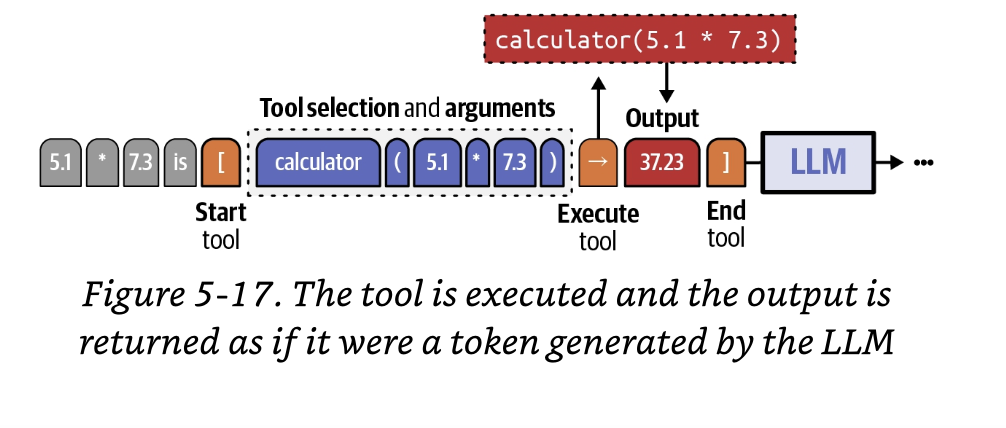 calculator(5.1 * 7.3)
Tool selection and arguments
Output
5.1 * 7.3 is [ calculator ( 5.1 * 7.3 ) → 37.23 ] LLM ...
Start
tool
Execute
tool
End
tool
Figure 5-17. The tool is executed and the output is
returned as if it were a token generated by the LLM